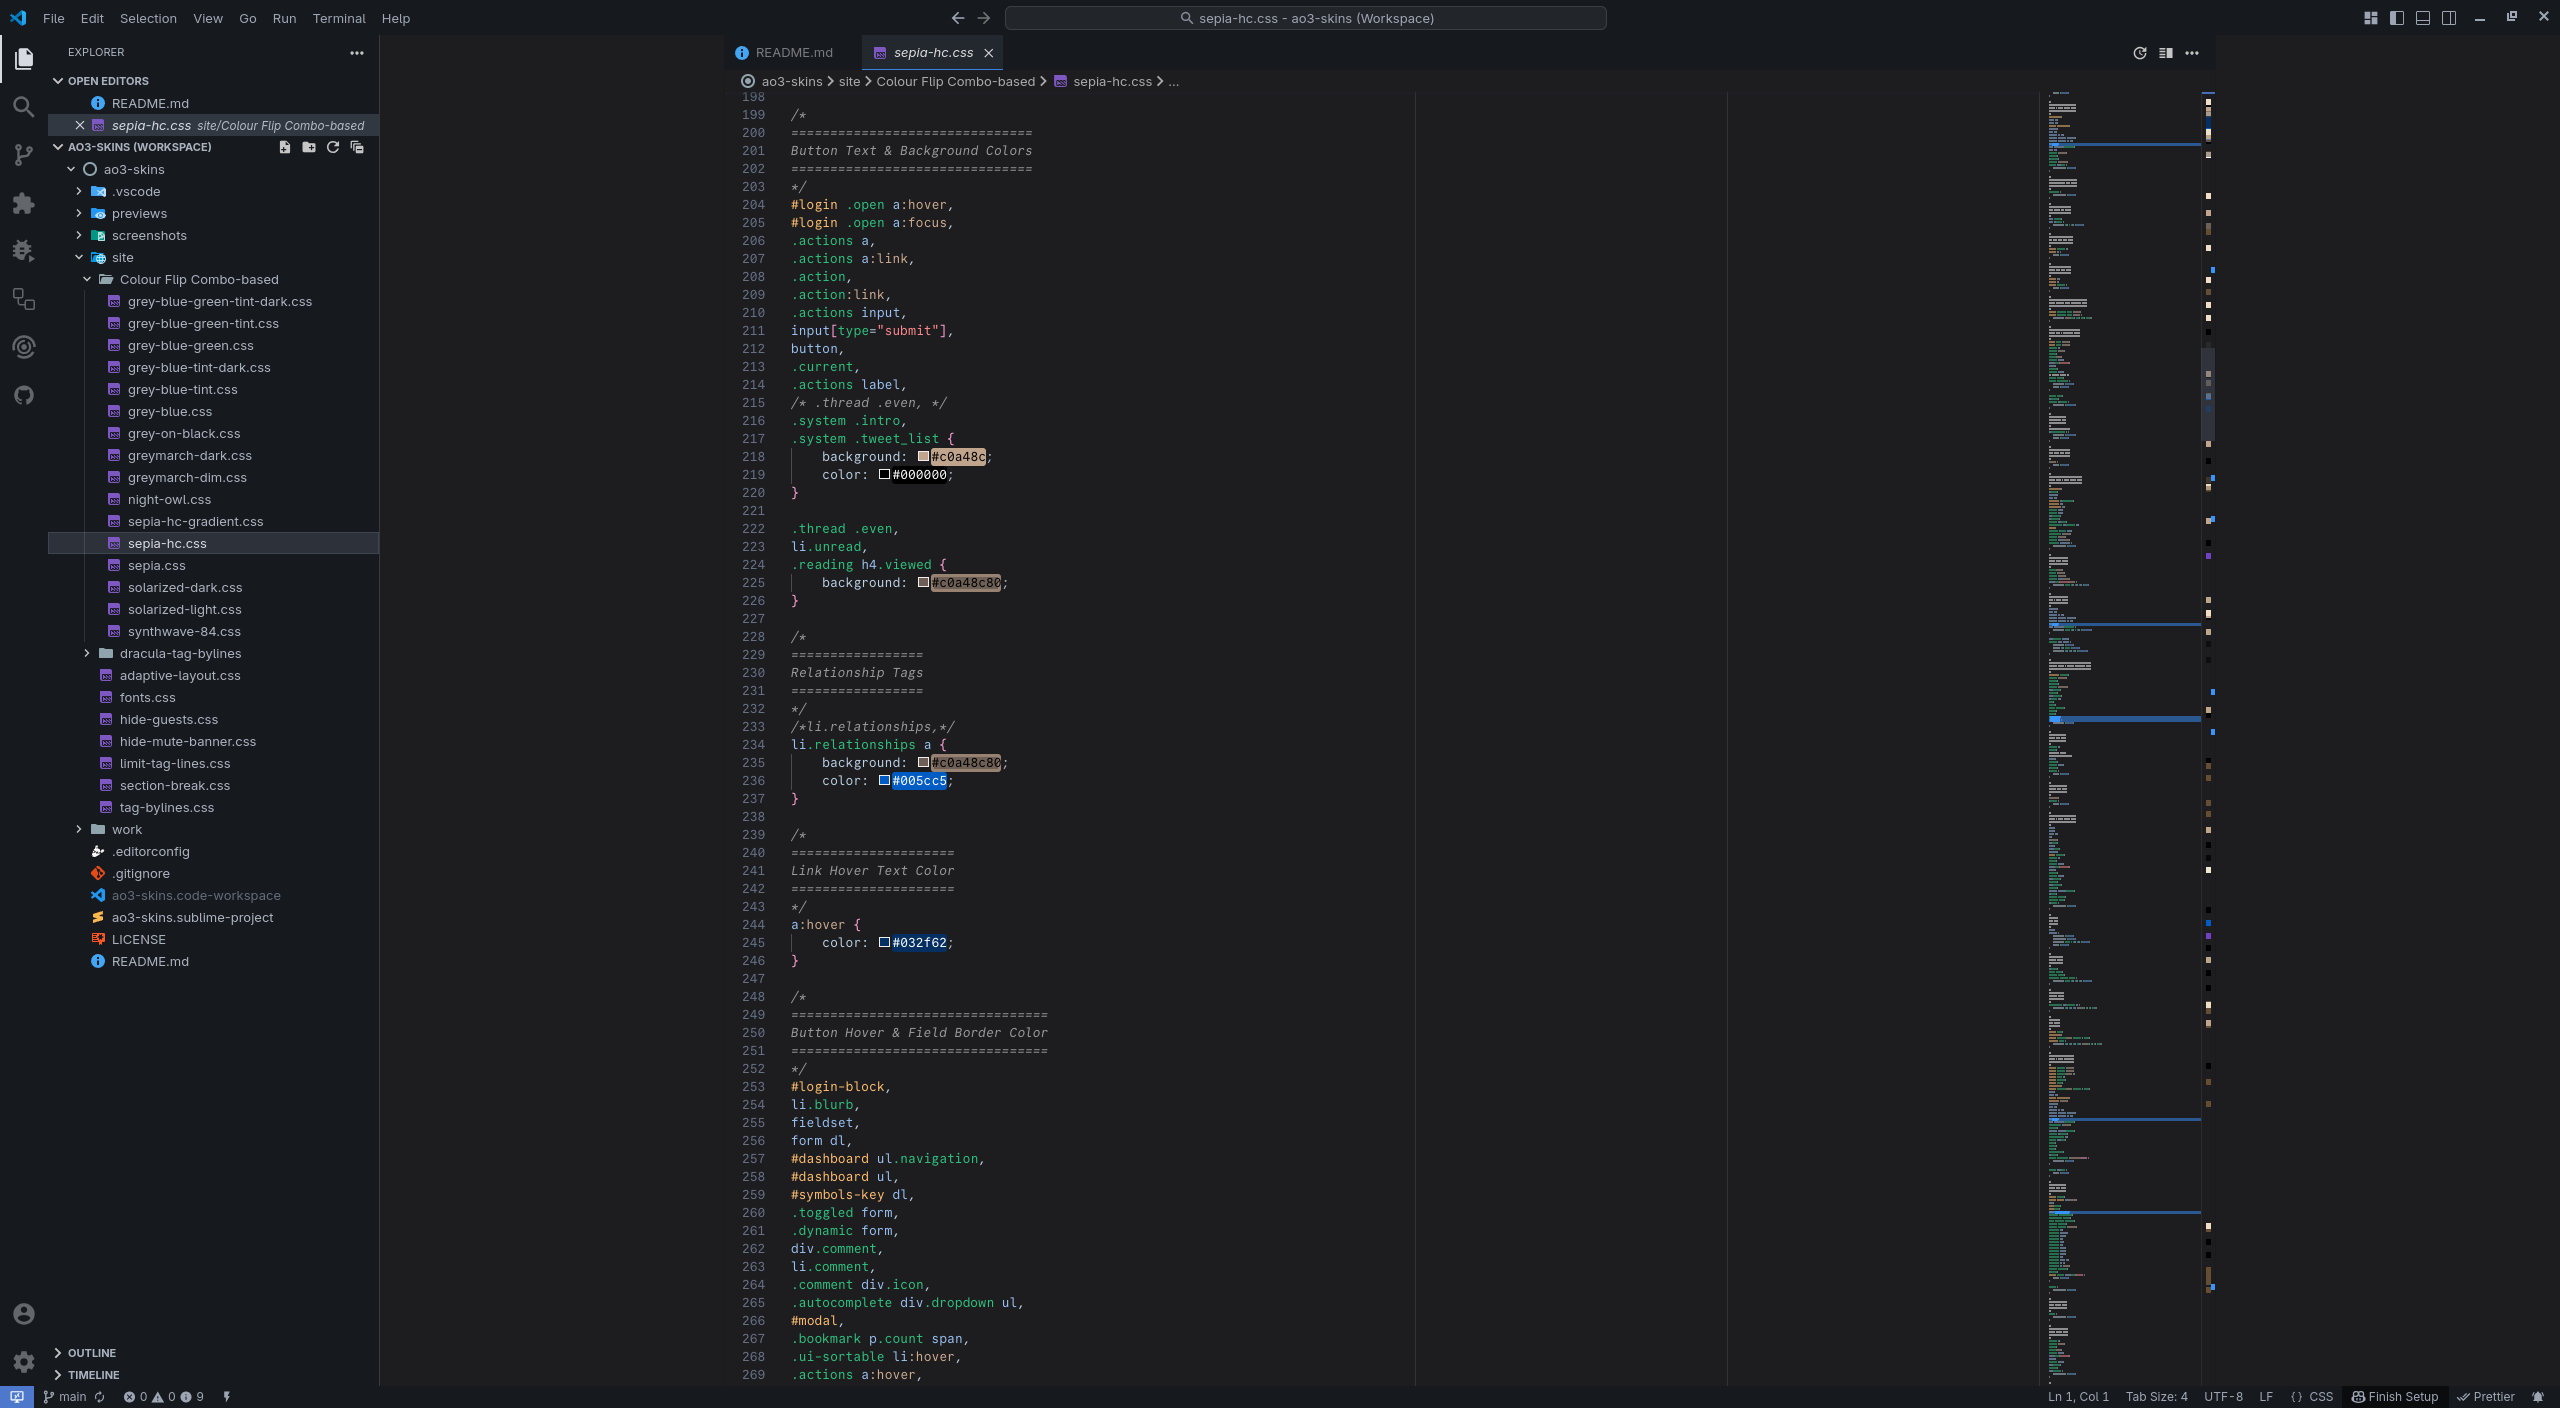 File Edit Selection View Go Run Terminal Help
sepia-hc.css - ao3-skins (Workspace)
EXPLORER
OPEN EDITORS
README.md
sepia-hc.css site/Colour Flip Combo-based
AO3-SKINS (WORKSPACE)
ao3-skins
.vscode
previews
screenshots
site
Colour Flip Combo-based
grey-blue-green-tint-dark.css
grey-blue-green-tint.css
grey-blue-green.css
grey-blue-tint-dark.css
grey-blue-tint.css
grey-blue.css
grey-on-black.css
greymarch-dark.css
greymarch-dim.css
night-owl.css
sepia-hc-gradient.css
sepia-hc.css
sepia.css
solarized-dark.css
solarized-light.css
synthwave-84.css
dracula-tag-bylines
adaptive-layout.css
fonts.css
hide-guests.css
hide-mute-banner.css
limit-tag-lines.css
section-break.css
tag-bylines.css
work
.editorconfig
.gitignore
ao3-skins.code-workspace
ao3-skins.sublime-project
LICENSE
README.md
OUTLINE
TIMELINE
README.md sepia-hc.css
ao3-skins > site > Colour Flip Combo-based > sepia-hc.css > ...
198
199 /*
200 ===============================
201 Button Text & Background Colors
202 ===============================
203 */
204 #login .open a:hover,
205 #login .open a:focus,
206 .actions a,
207 .actions a:link,
208 .action,
209 .action:link,
210 .actions input,
211 input[type="submit"],
212 button,
213 .current,
214 .actions label,
215 /* .thread .even, */
216 .system .intro,
217 .system .tweet_list {
218 background: #c0a48c;
219 color: #000000;
220 }
221
222 .thread .even,
223 li.unread,
224 .reading h4.viewed {
225 background: #c0a48c80;
226 }
227
228 /*
229 =================
230 Relationship Tags
231 =================
232 */
233 /*li.relationships,*/
234 li.relationships a {
235 background: #c0a48c80;
236 color: #005cc5;
237 }
238
239 /*
240 =====================
241 Link Hover Text Color
242 =====================
243 */
244 a:hover {
245 color: #032f62;
246 }
247
248 /*
249 =================================
250 Button Hover & Field Border Color
251 =================================
252 */
253 #login-block,
254 li.blurb,
255 fieldset,
256 form dl,
257 #dashboard ul.navigation,
258 #dashboard ul,
259 #symbols-key dl,
260 .toggled form,
261 .dynamic form,
262 div.comment,
263 li.comment,
264 .comment div.icon,
265 .autocomplete div.dropdown ul,
266 #modal,
267 .bookmark p.count span,
268 .ui-sortable li:hover,
269 .actions a:hover,
main 0 0 9 Ln 1, Col 1 Tab Size: 4 UTF-8 LF {} CSS Finish Setup Prettier